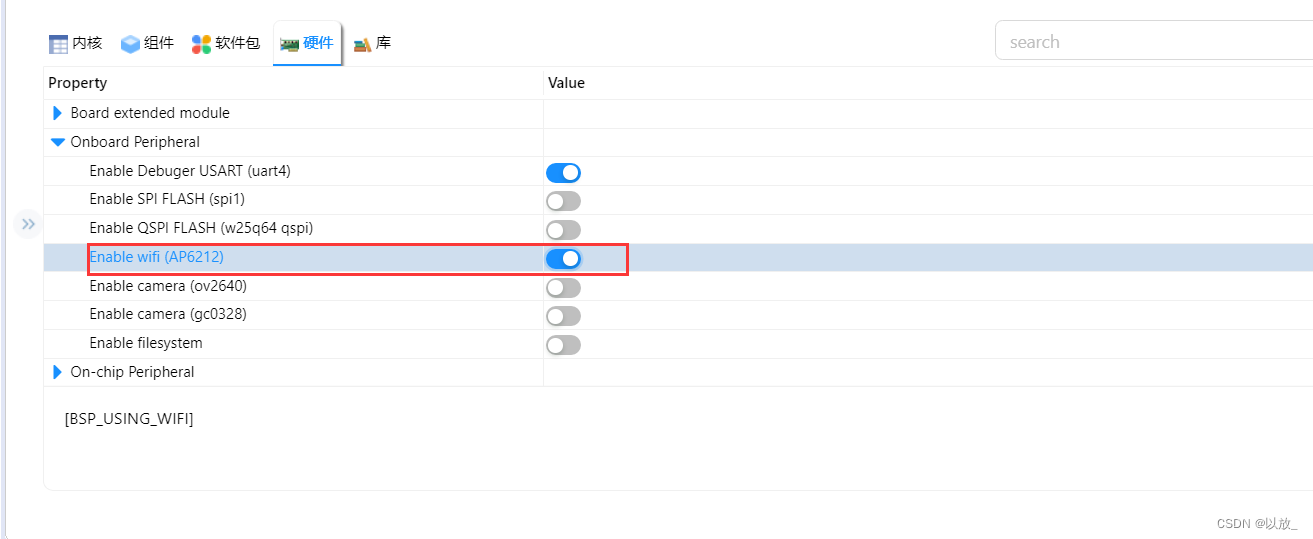 内核 组件 软件包 硬件 库 search
Property Value
Board extended module
Onboard Peripheral
Enable Debuger USART (uart4)
Enable SPI FLASH (spi1)
Enable QSPI FLASH (w25q64 qspi)
Enable wifi (AP6212)
Enable camera (ov2640)
Enable camera (gc0328)
Enable filesystem
On-chip Peripheral
[BSP_USING_WIFI]
CSDN @以放_